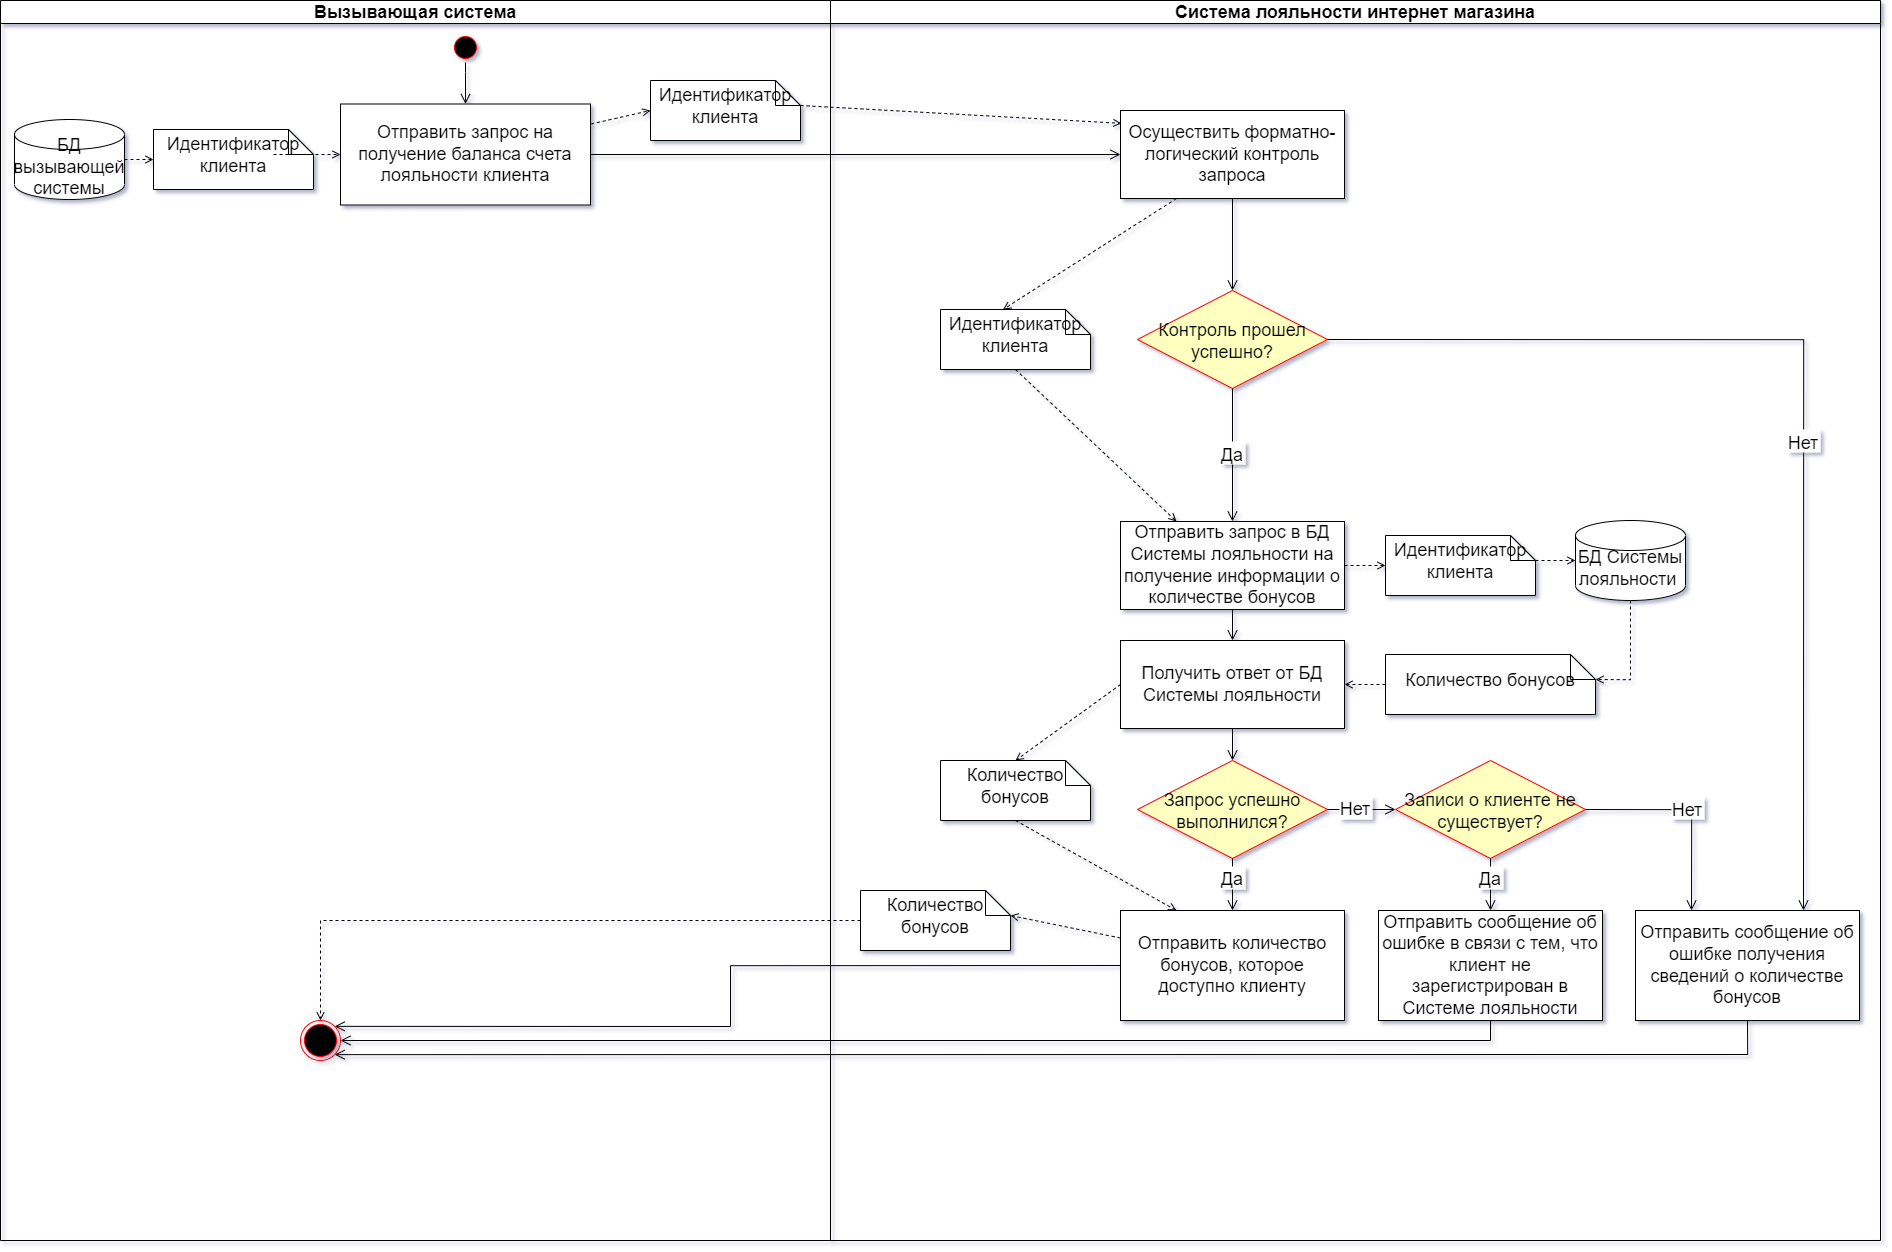 Вызывающая система
Система лояльности интернет магазина
БД
вызывающей
системы
Идентификатор
клиента
Отправить запрос на
получение баланса счета
лояльности клиента
Идентификатор
клиента
Осуществить форматно-
логический контроль
запроса
Идентификатор
клиента
Контроль прошел
успешно?
Нет
Да
Отправить запрос в БД
Системы лояльности на
получение информации о
количестве бонусов
Идентификатор
клиента
БД Системы
лояльности
Получить ответ от БД
Системы лояльности
Количество бонусов
Количество
бонусов
Запрос успешно
выполнился?
Нет
Записи о клиенте не
существует?
Нет
Да
Да
Количество
бонусов
Отправить количество
бонусов, которое
доступно клиенту
Отправить сообщение об
ошибке в связи с тем, что
клиент не
зарегистрирован в
Системе лояльности
Отправить сообщение об
ошибке получения
сведений о количестве
бонусов